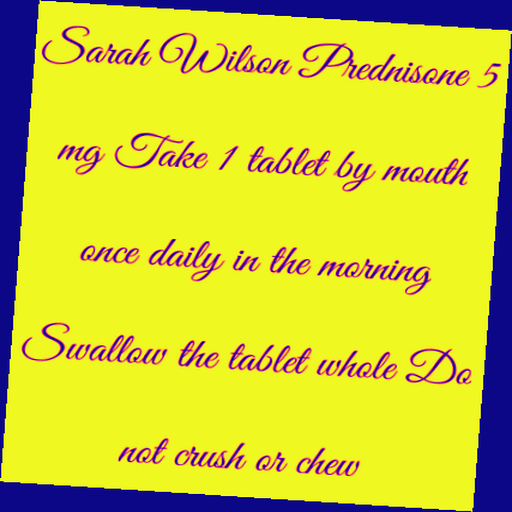 Sarah Wilson Prednisone 5
mg Take 1 tablet by mouth
once daily in the morning
Swallow the tablet whole Do
not crush or chew